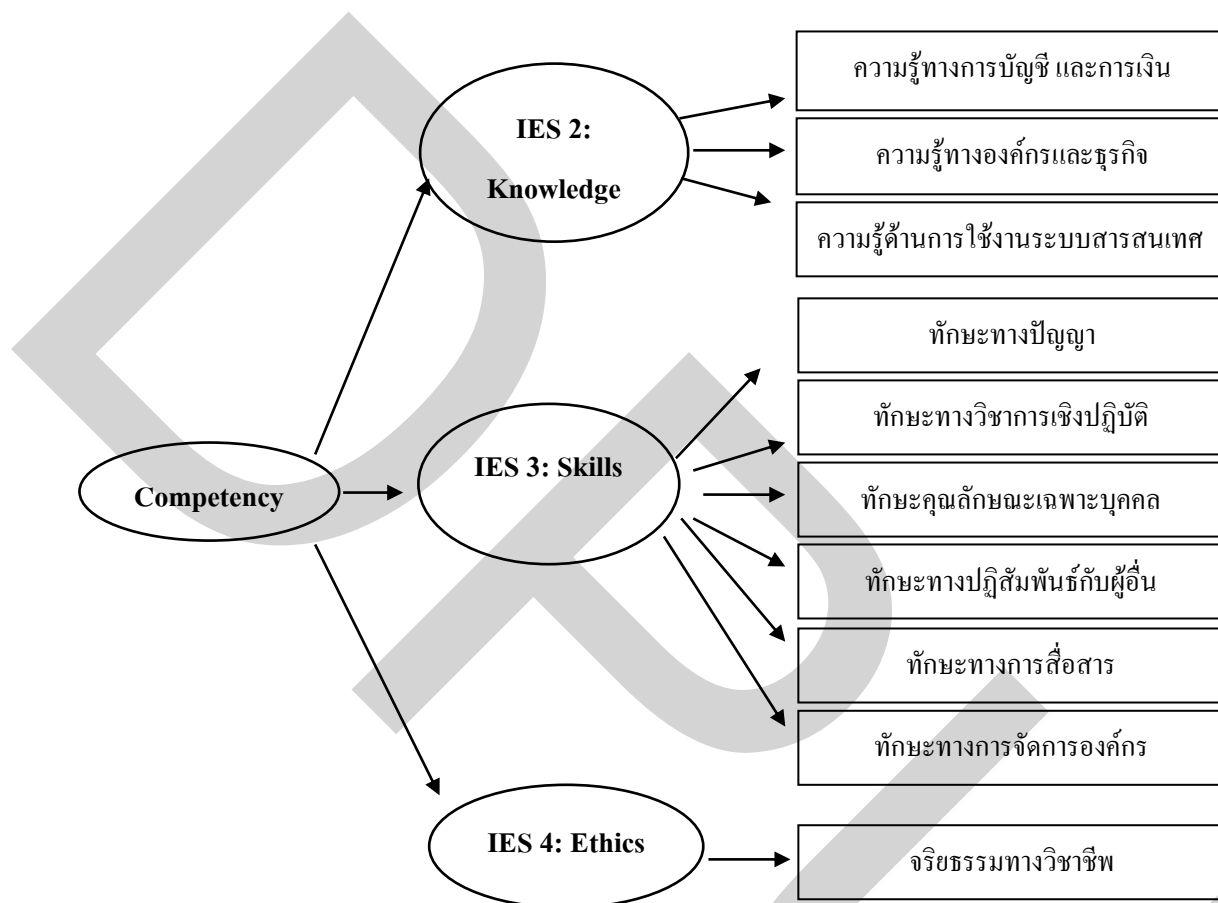 ความรู้ทางการบัญชี และการเงิน
IES 2:
Knowledge
ความรู้ทางองค์กรและธุรกิจ
ความรู้ด้านการใช้งานระบบสารสนเทศ
ทักษะทางปัญญา
ทักษะทางวิชาการเชิงปฏิบัติ
IES 3: Skills
Competency
ทักษะคุณลักษณะเฉพาะบุคคล
ทักษะทางปฏิสัมพันธ์กับผู้อื่น
ทักษะทางการสื่อสาร
ทักษะทางการจัดการองค์กร
IES 4: Ethics
จริยธรรมทางวิชาชีพ